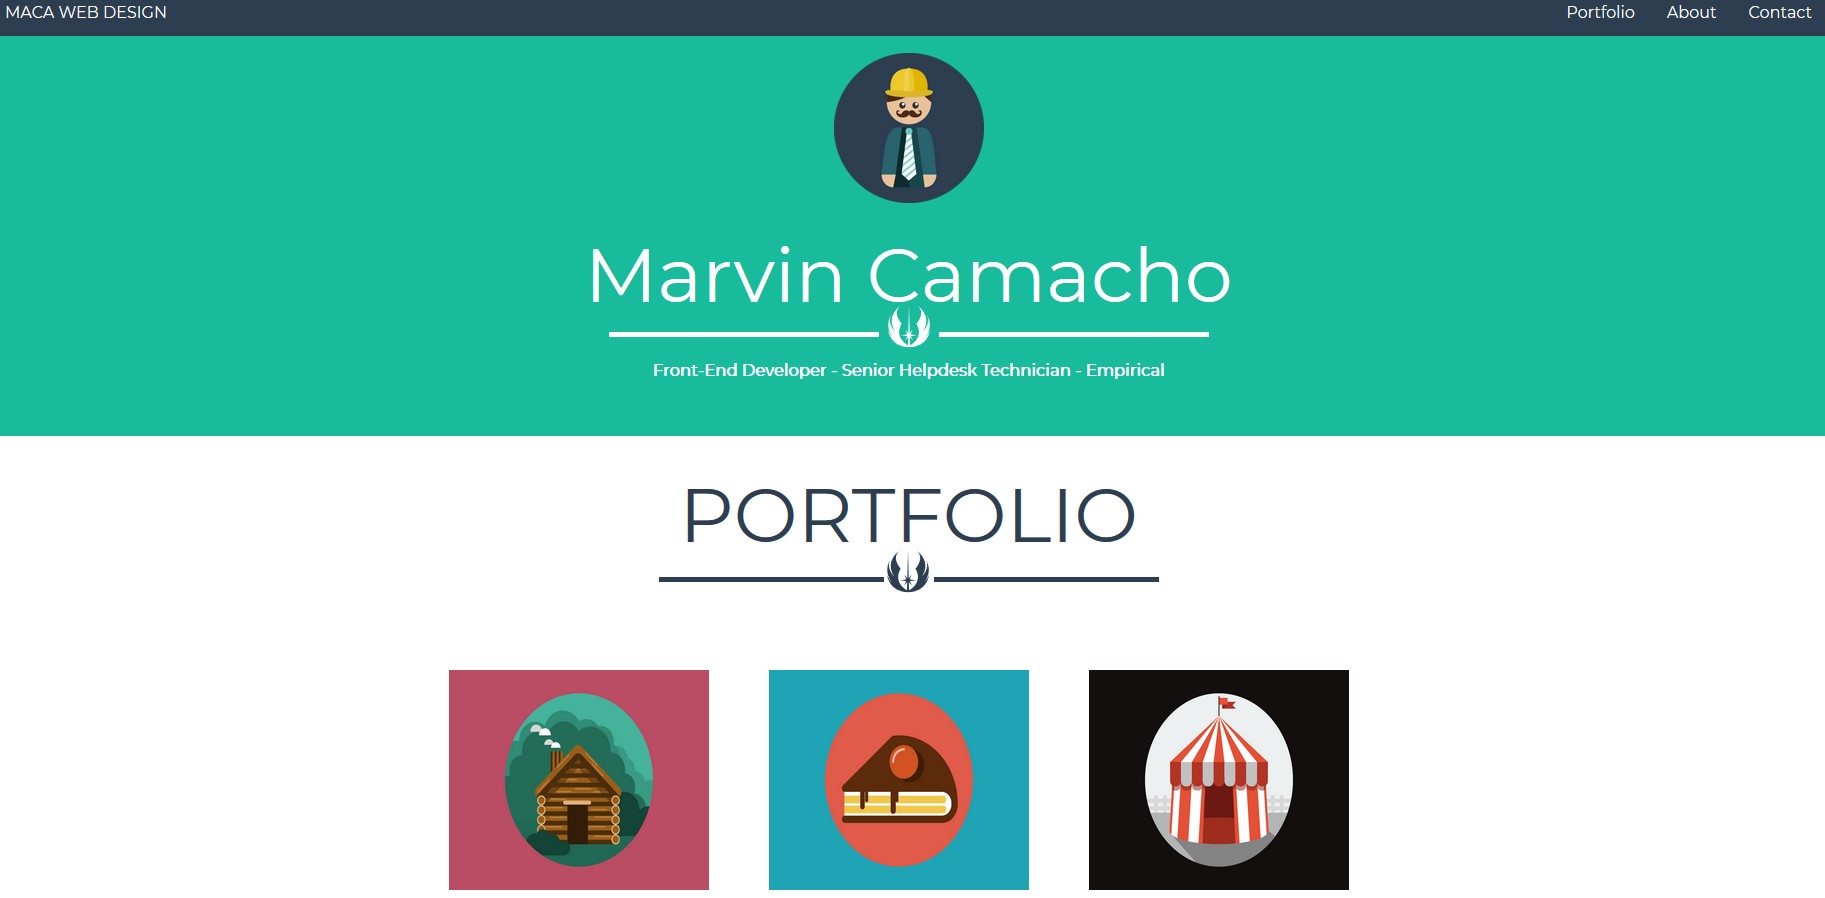 MACA WEB DESIGN
Portfolio About Contact
Marvin Camacho
Front-End Developer - Senior Helpdesk Technician - Empirical
PORTFOLIO